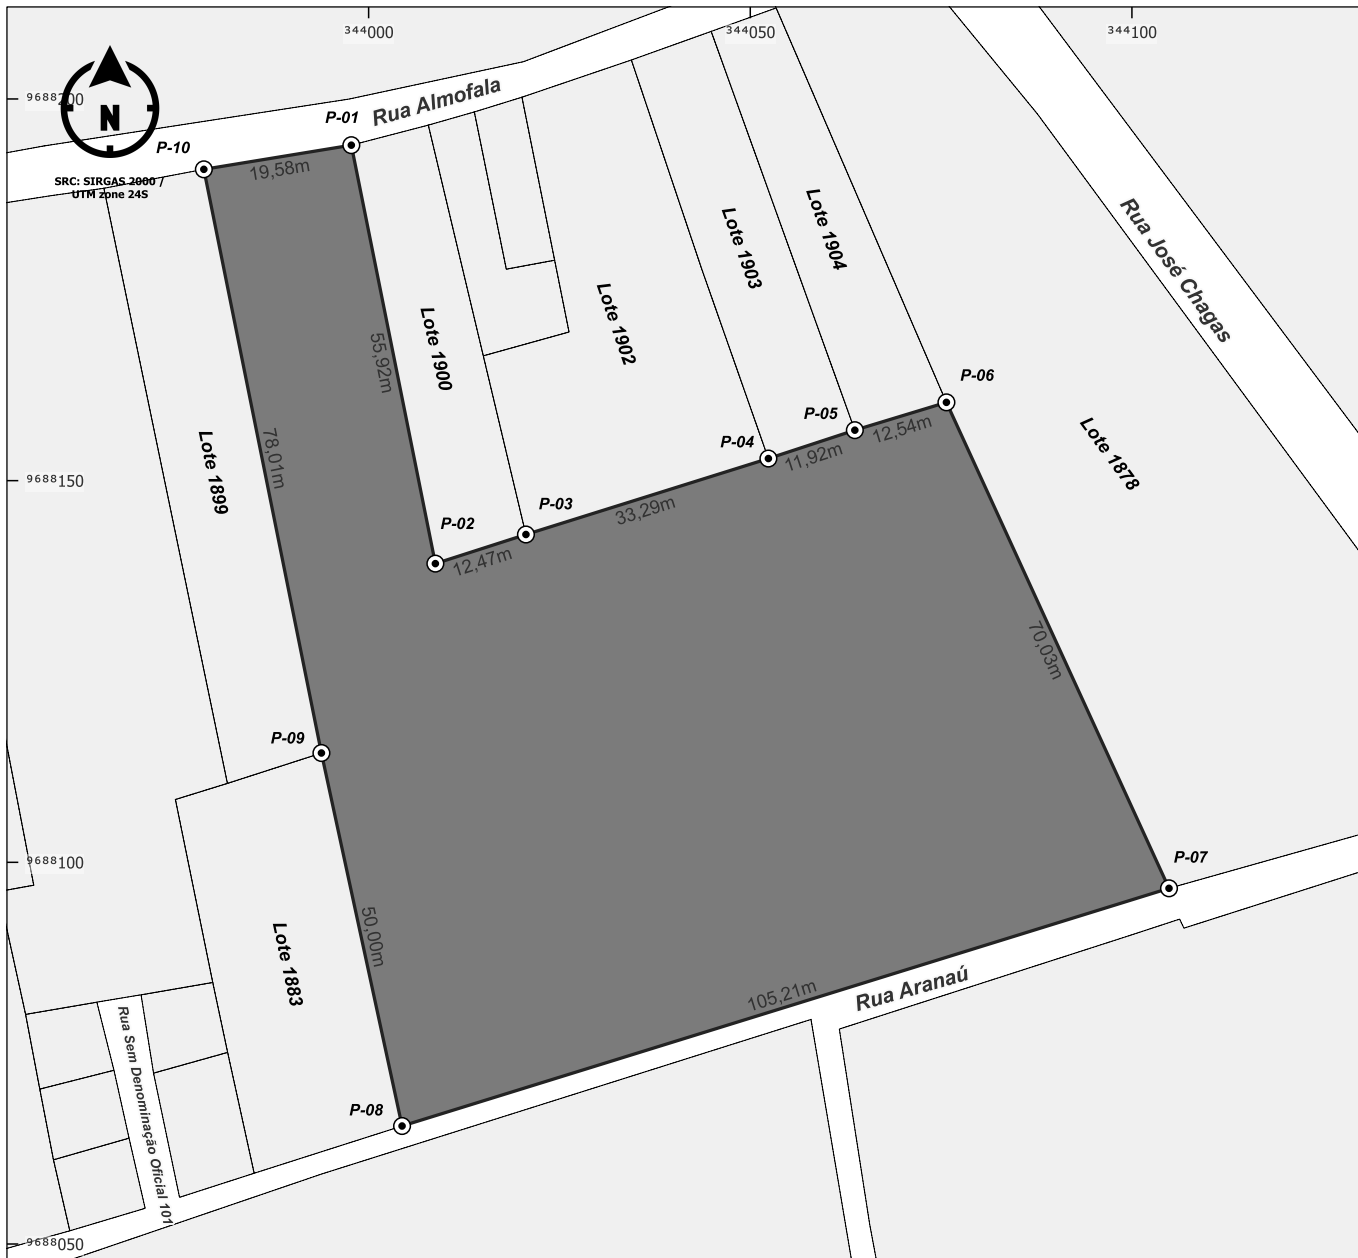 344000
344050
344100
9688200
N
SRC: SIRGAS 2000 /
UTM zone 24S
P-10
P-01
Rua Almofala
19,58m
Lote 1904
Lote 1903
Rua José Chagas
Lote 1902
Lote 1900
55,92m
P-06
P-05
12,54m
P-04
11,92m
Lote 1878
78,01m
Lote 1899
9688150
P-03
33,29m
P-02
12,47m
70,03m
P-09
9688100
P-07
50,00m
Lote 1883
105,21m
Rua Aranaú
Rua Sem Denominação Oficial 101
P-08
9688050